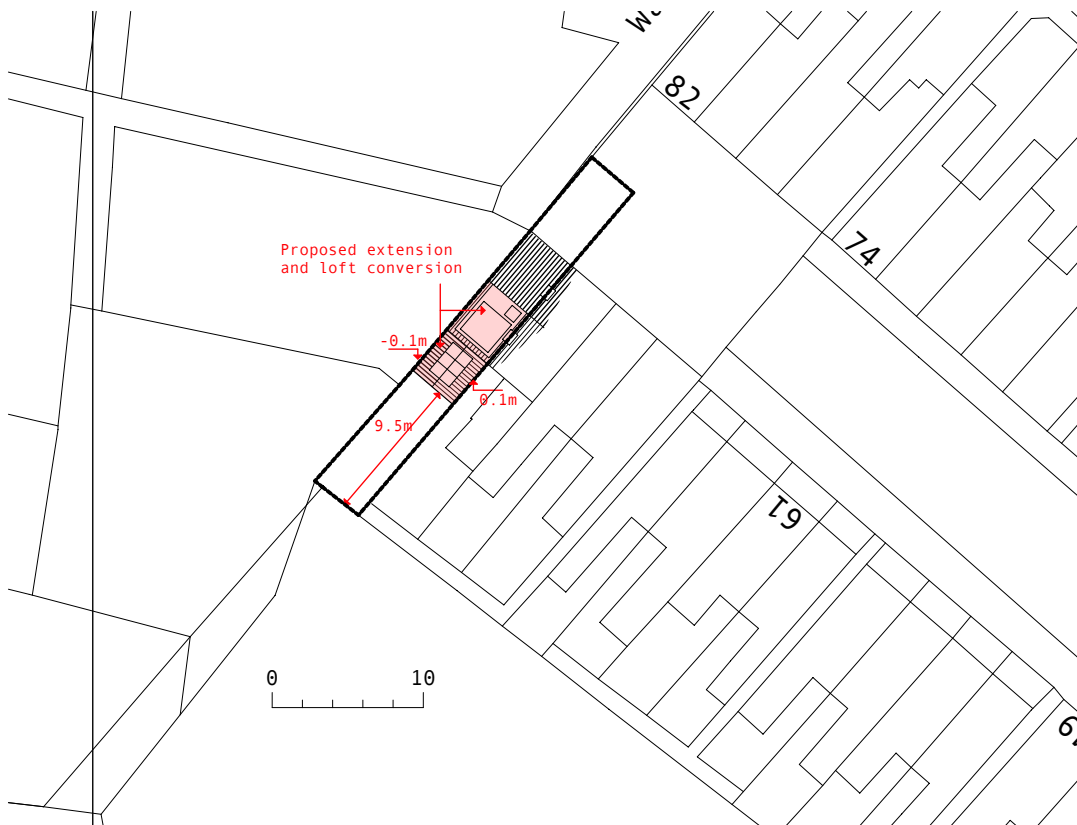 82
74
Proposed extension
and loft conversion
-0.1m
0.1m
9.5m
61
0 10